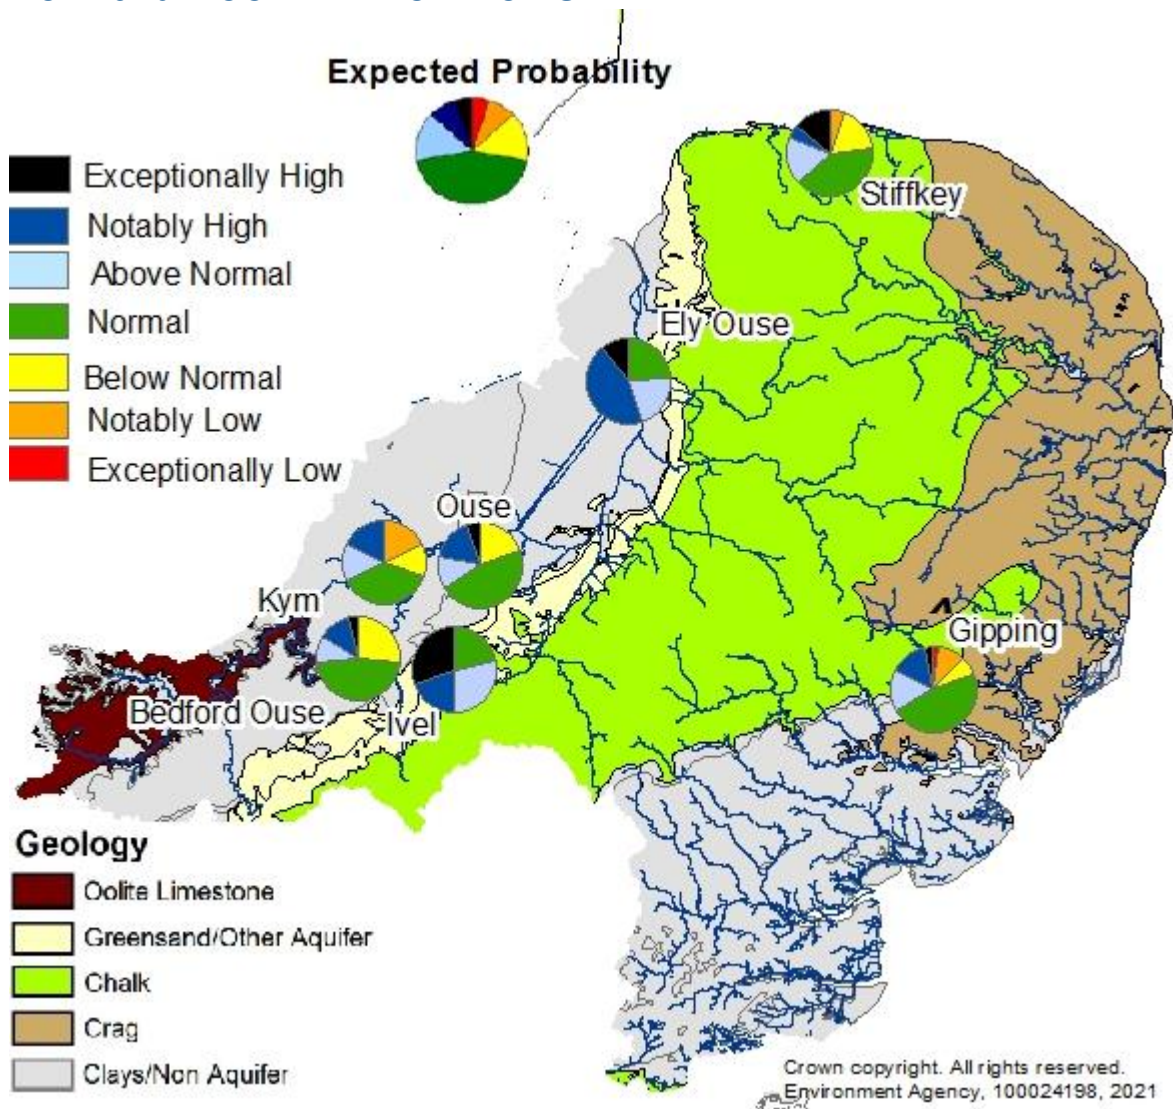 Expected Probability
Exceptionally High
Notably High
Above Normal
Normal
Below Normal
Notably Low
Exceptionally Low
Stiffkey
Ely Ouse
Ouse
Kym
Gipping
Bedford Ouse
Ivel
Geology
Oolite Limestone
Greensand/Other Aquifer
Chalk
Crag
Clays/Non Aquifer
Crown copyright. All rights reserved.
Environment Agency, 100024198, 2021